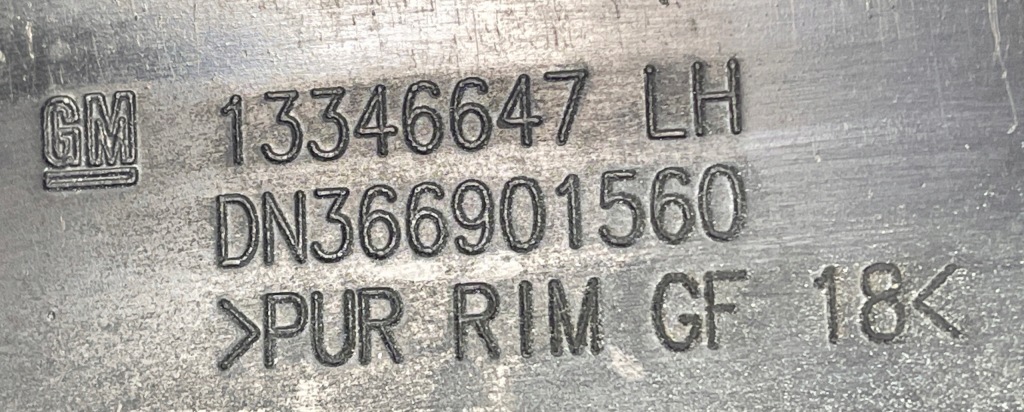 GM 13346647 LH
DN366901560
>PUR RIM GF 18<